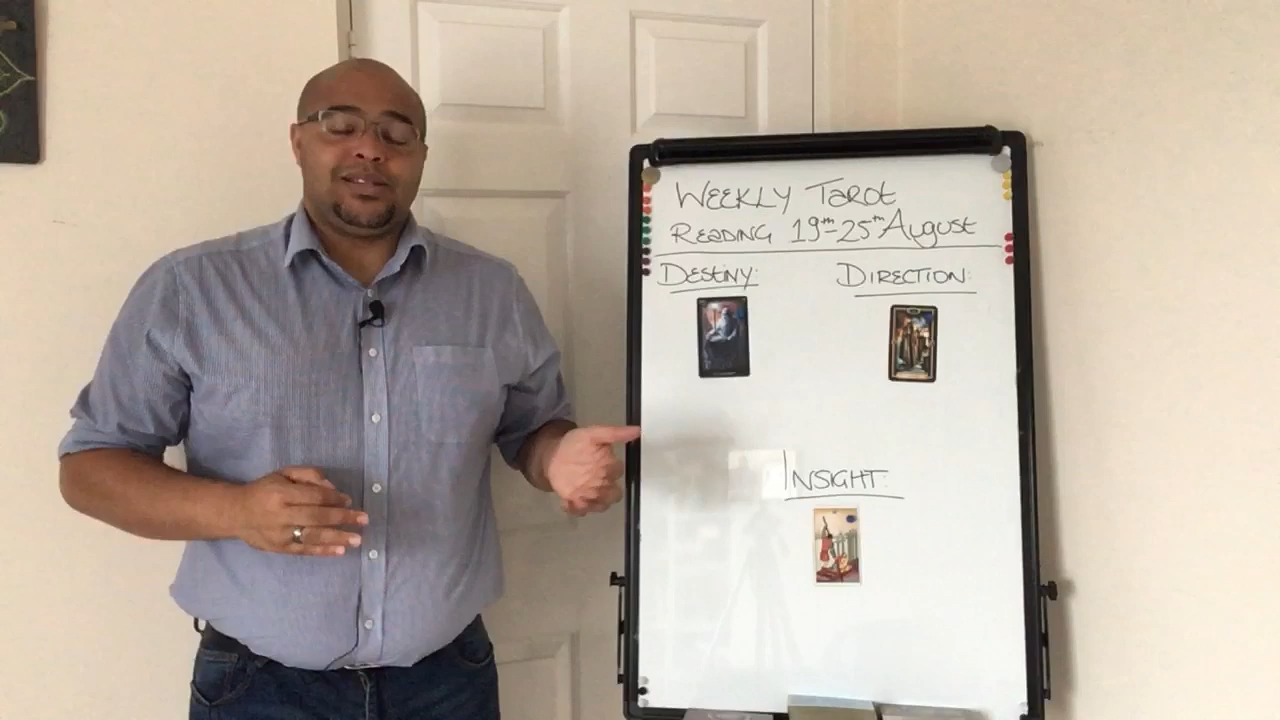 WEEKLY TAROT
READING 19th-25th August
DESTINY:
DIRECTION:
INSIGHT: